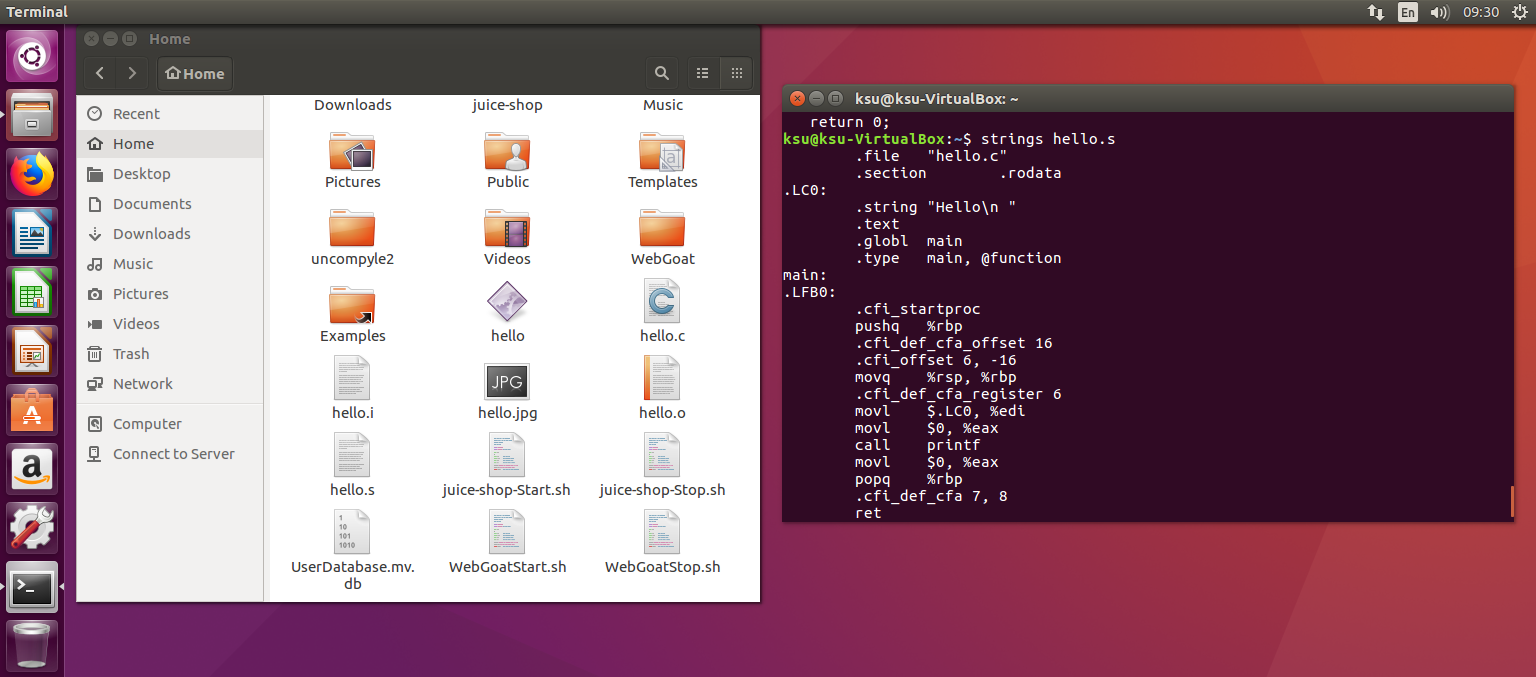 Terminal
En
09:30
Home
Home
Recent
Home
Desktop
Documents
Downloads
Music
Pictures
Videos
Trash
Network
Computer
Connect to Server
Downloads juice-shop Music
Pictures Public Templates
uncompyle2 Videos WebGoat
Examples hello hello.c
JPG
hello.i hello.jpg hello.o
hello.s juice-shop-Start.sh juice-shop-Stop.sh
1
10
101
1010
UserDatabase.mv. WebGoatStart.sh WebGoatStop.sh
db
ksu@ksu-VirtualBox: ~
return 0;
ksu@ksu-VirtualBox:~$ strings hello.s
.file "hello.c"
.section .rodata
.LC0:
.string "Hello\n "
.text
.globl main
.type main, @function
main:
.LFB0:
.cfi_startproc
pushq %rbp
.cfi_def_cfa_offset 16
.cfi_offset 6, -16
movq %rsp, %rbp
.cfi_def_cfa_register 6
movl $.LC0, %edi
movl $0, %eax
call printf
movl $0, %eax
popq %rbp
.cfi_def_cfa 7, 8
ret